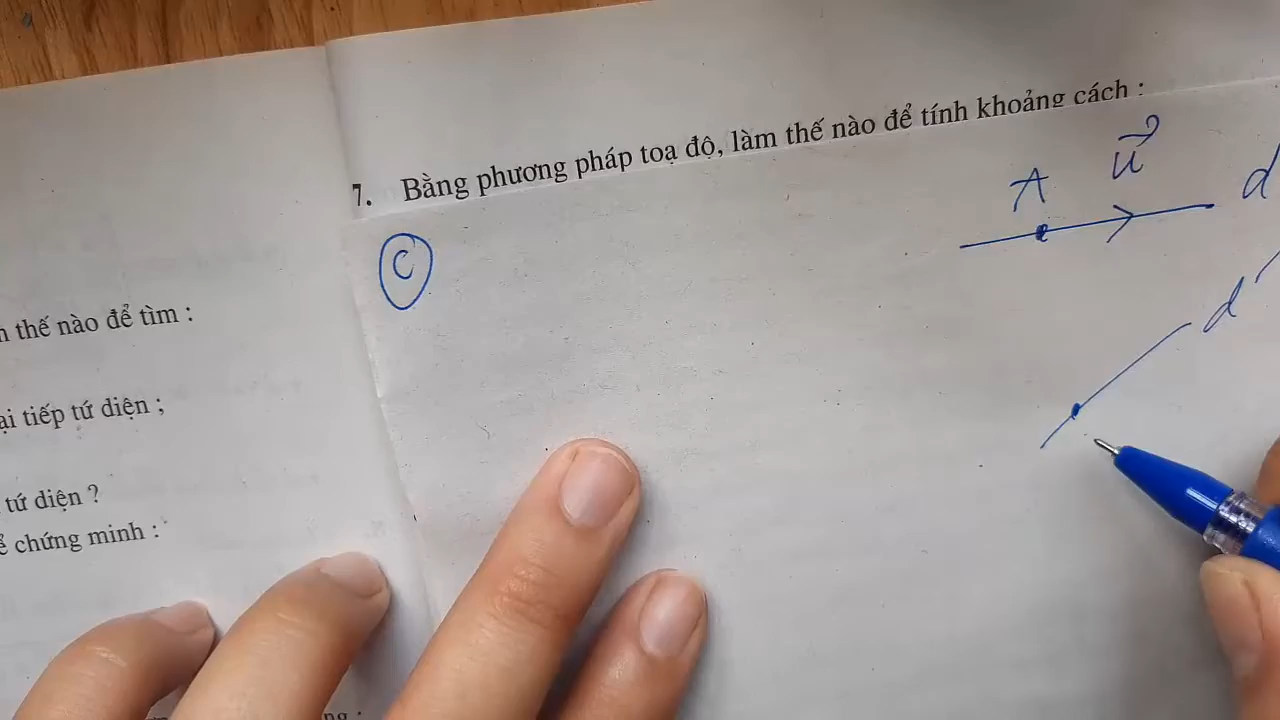 7. Bằng phương pháp toạ độ, làm thế nào để tính khoảng cách :
A u d
C
d'
thế nào để tìm :
tiếp tứ diện ;
tứ diện ?
chứng minh :